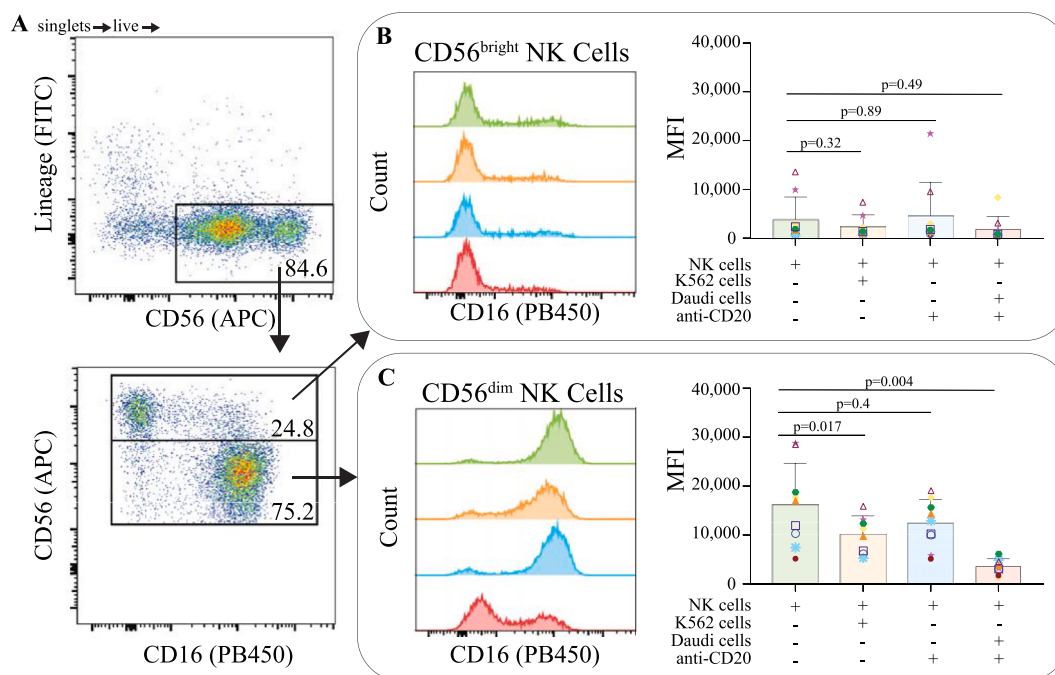 A
singlets→live→
Lineage (FITC)
84.6
CD56 (APC)
CD56 (APC)
24.8
75.2
CD16 (PB450)
B
CD56bright NK Cells
Count
CD16 (PB450)
MFI
40,000
30,000
20,000
10,000
0
p=0.49
p=0.89
p=0.32
NK cells + + + +
K562 cells - + - -
Daudi cells - - - +
anti-CD20 - - + +
C
CD56dim NK Cells
Count
CD16 (PB450)
MFI
40,000
30,000
20,000
10,000
0
p=0.004
p=0.4
p=0.017
NK cells + + + +
K562 cells - + - -
Daudi cells - - - +
anti-CD20 - - + +